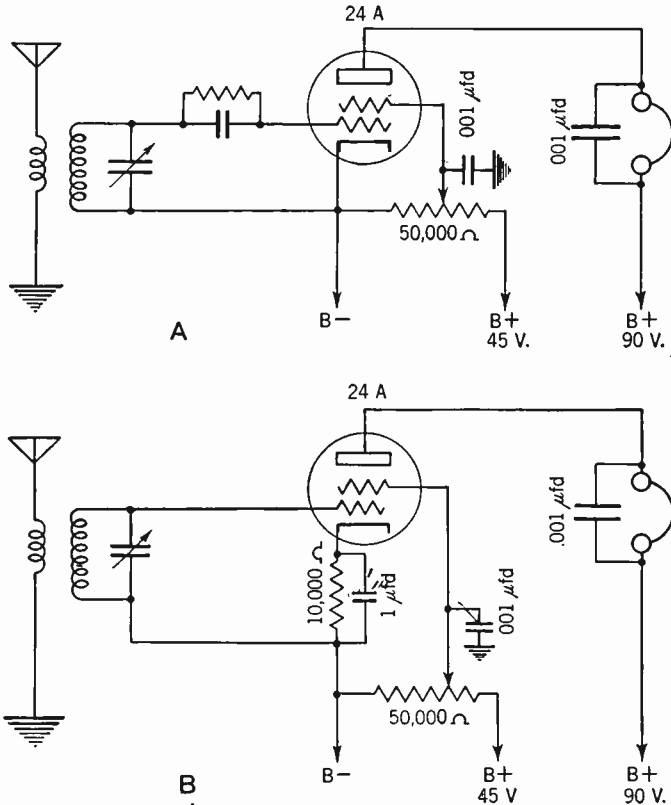 24 A
001 µfd
001 µfd
50,000 Ω
A
B−
B+
45 V.
B+
90 V.
24 A
10,000 Ω
1 µfd
001 µfd
.001 µfd
50,000 Ω
B
B−
B+
45 V
B+
90 V.